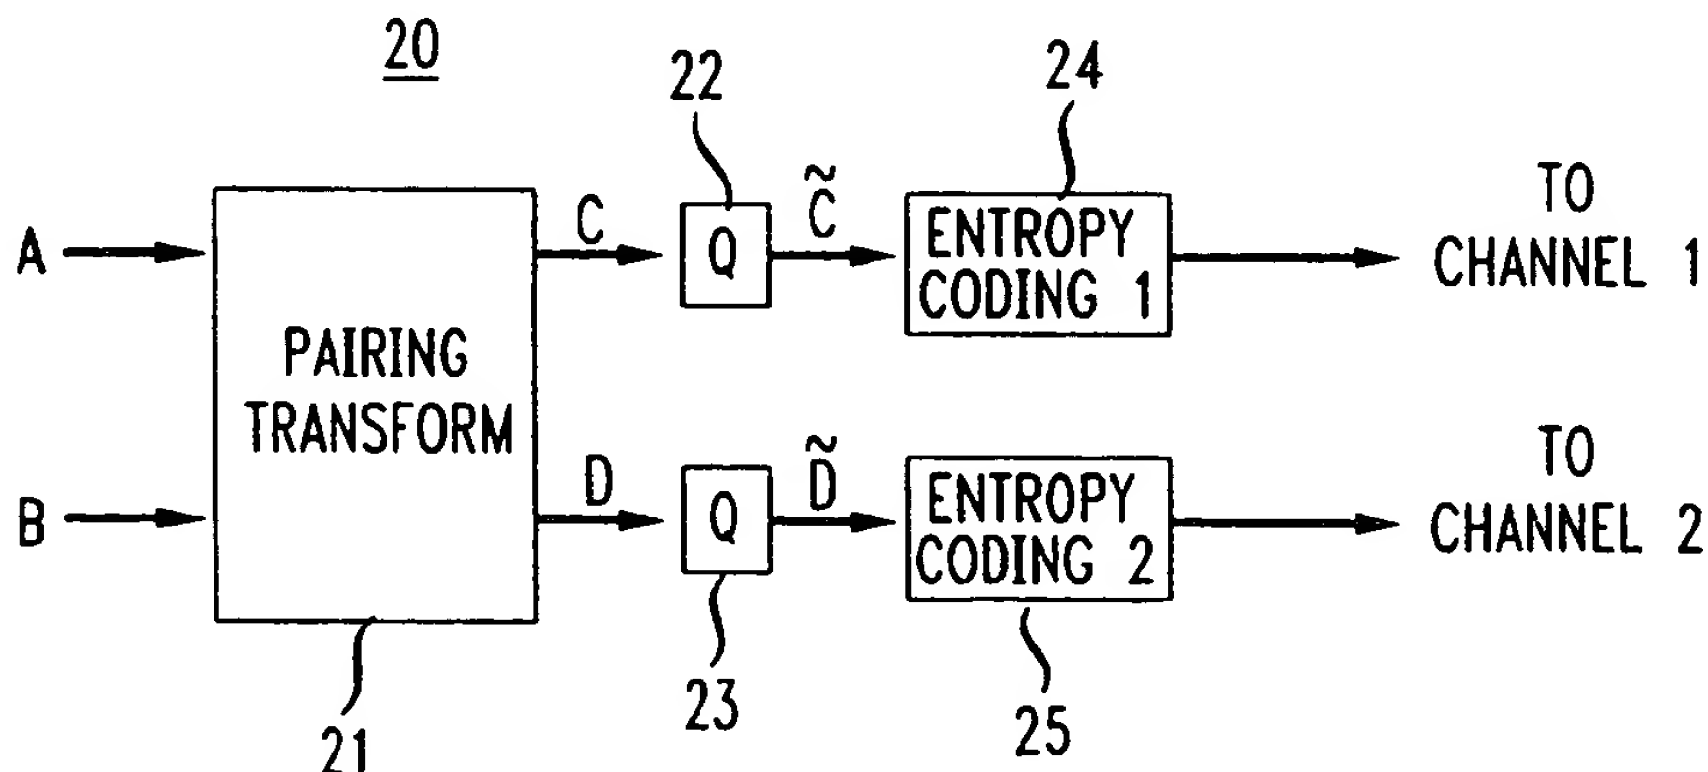 20
22
24
A
C
Q
C̃
ENTROPY
CODING 1
TO
CHANNEL 1
PAIRING
TRANSFORM
B
D
Q
D̃
ENTROPY
CODING 2
TO
CHANNEL 2
21
23
25